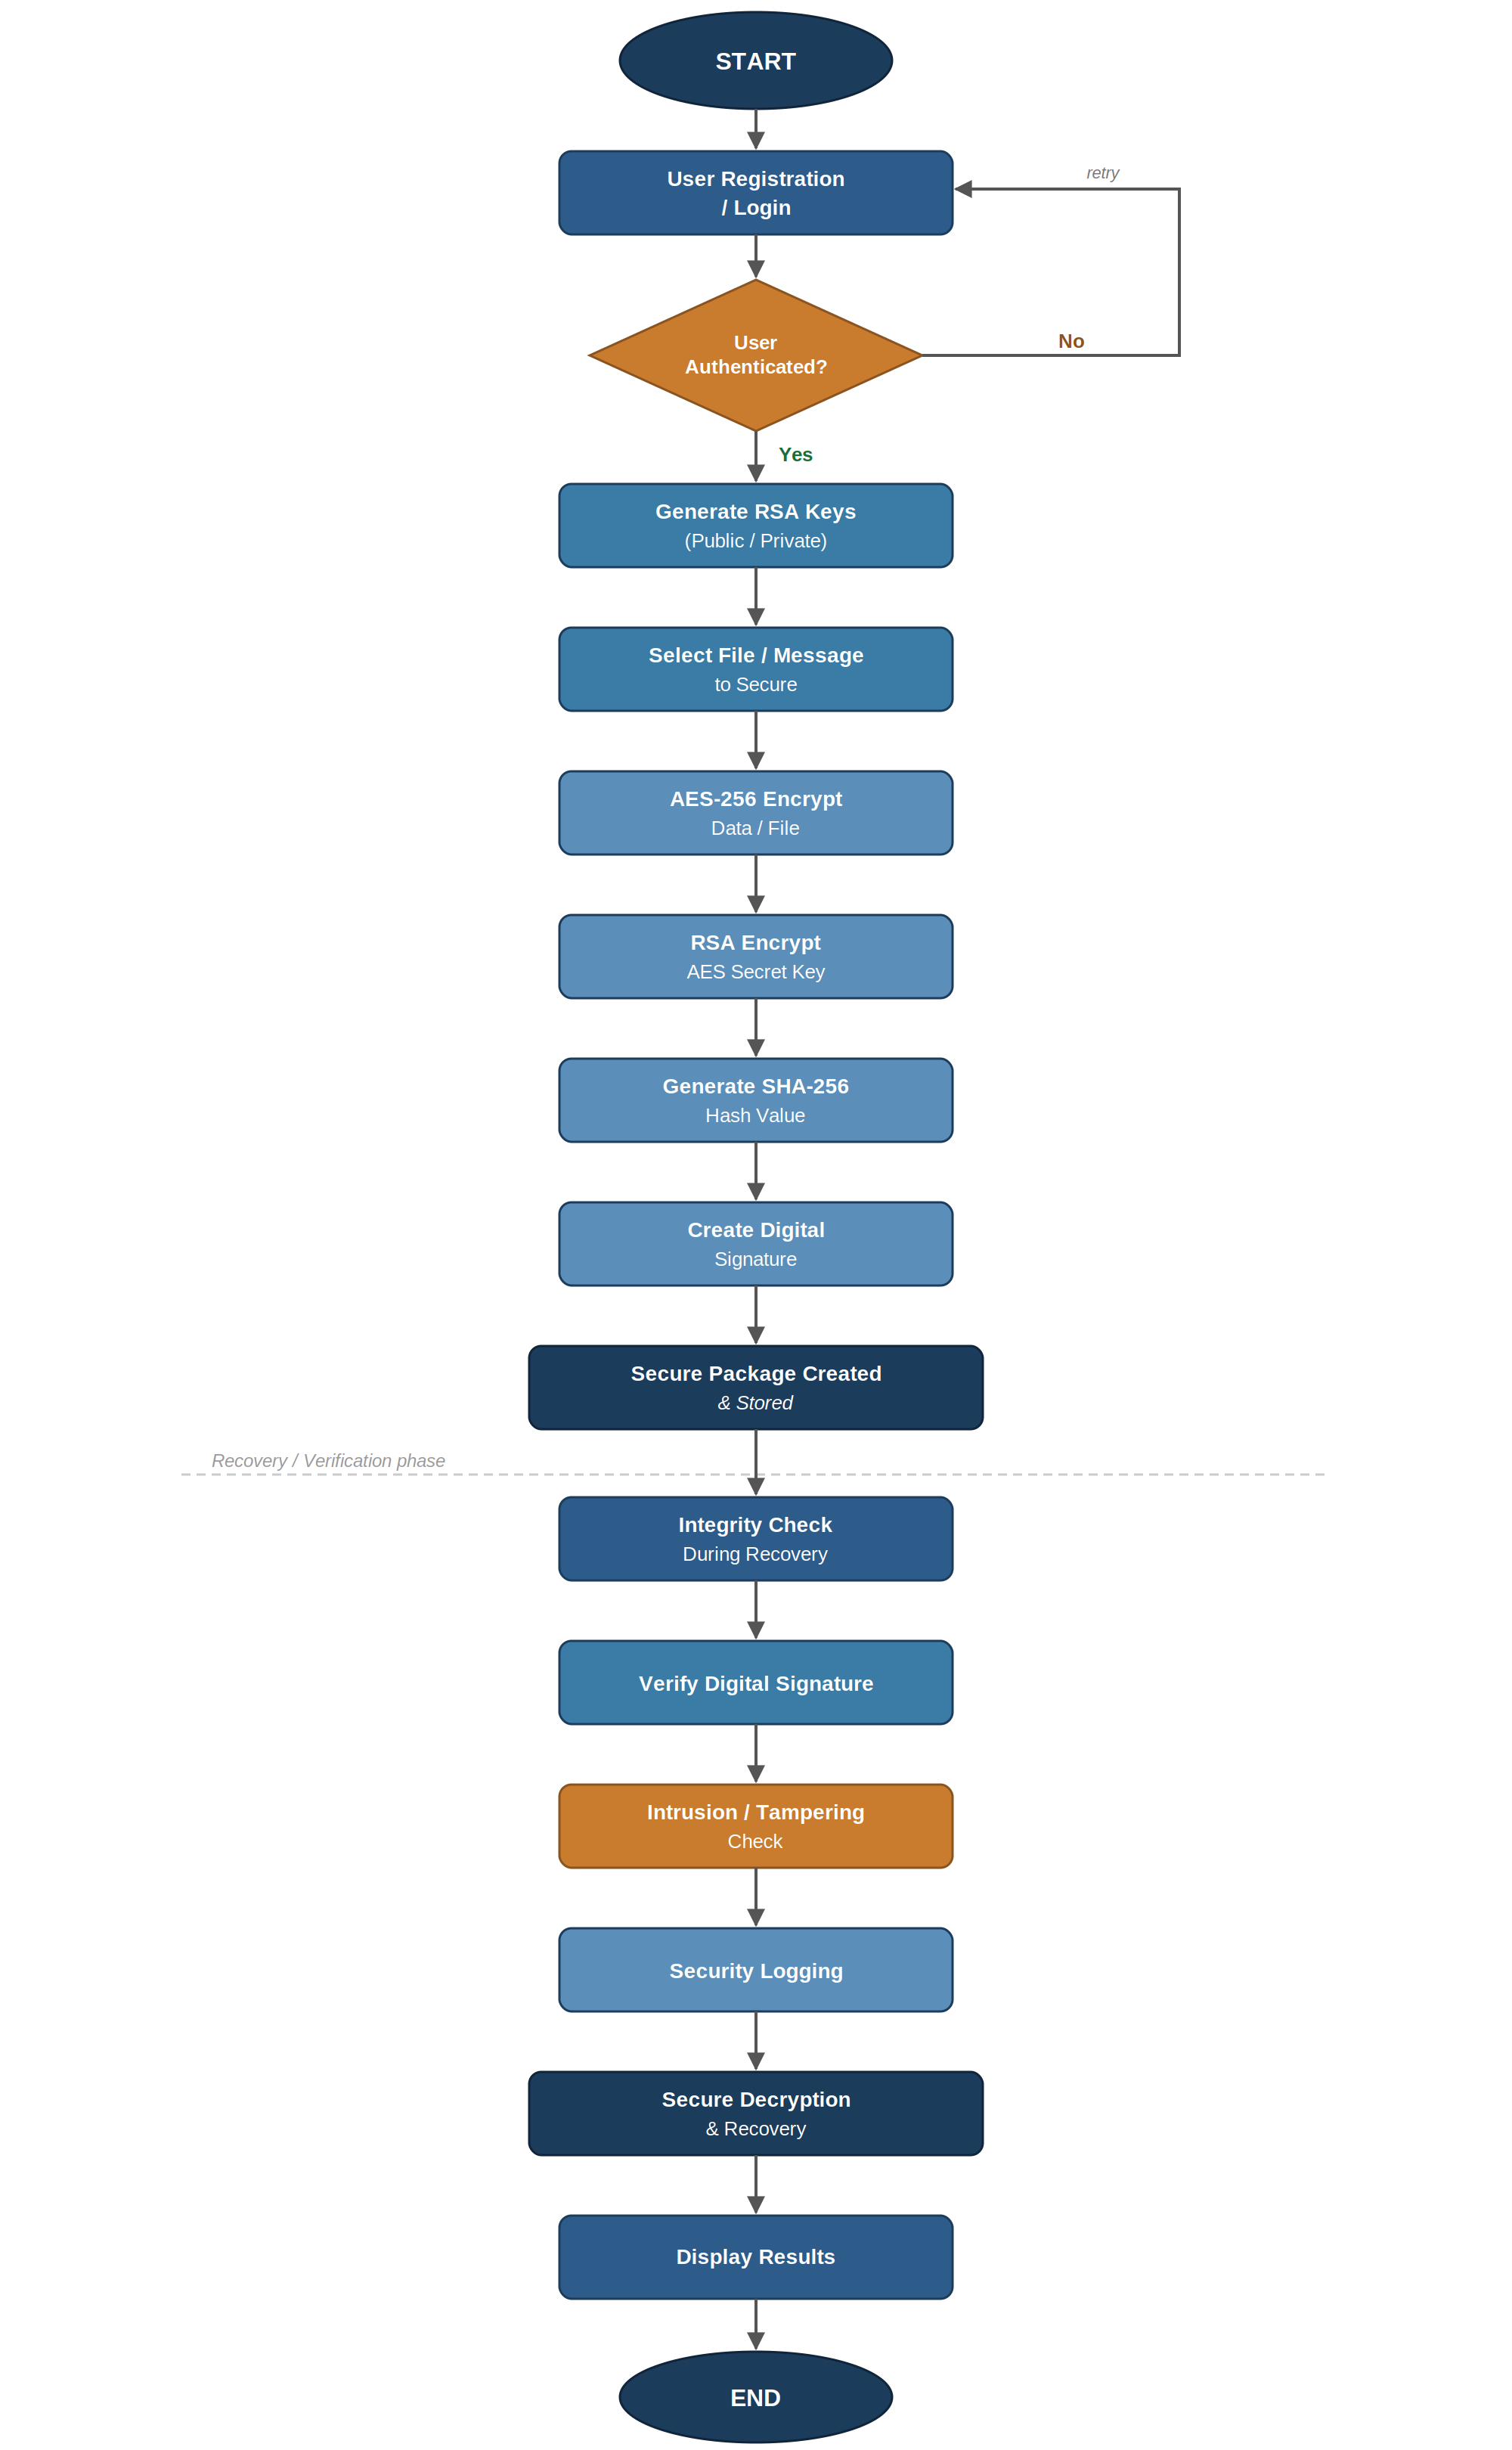 START
User Registration
/ Login
retry
User
Authenticated?
No
Yes
Generate RSA Keys
(Public / Private)
Select File / Message
to Secure
AES-256 Encrypt
Data / File
RSA Encrypt
AES Secret Key
Generate SHA-256
Hash Value
Create Digital
Signature
Secure Package Created
& Stored
Recovery / Verification phase
Integrity Check
During Recovery
Verify Digital Signature
Intrusion / Tampering
Check
Security Logging
Secure Decryption
& Recovery
Display Results
END